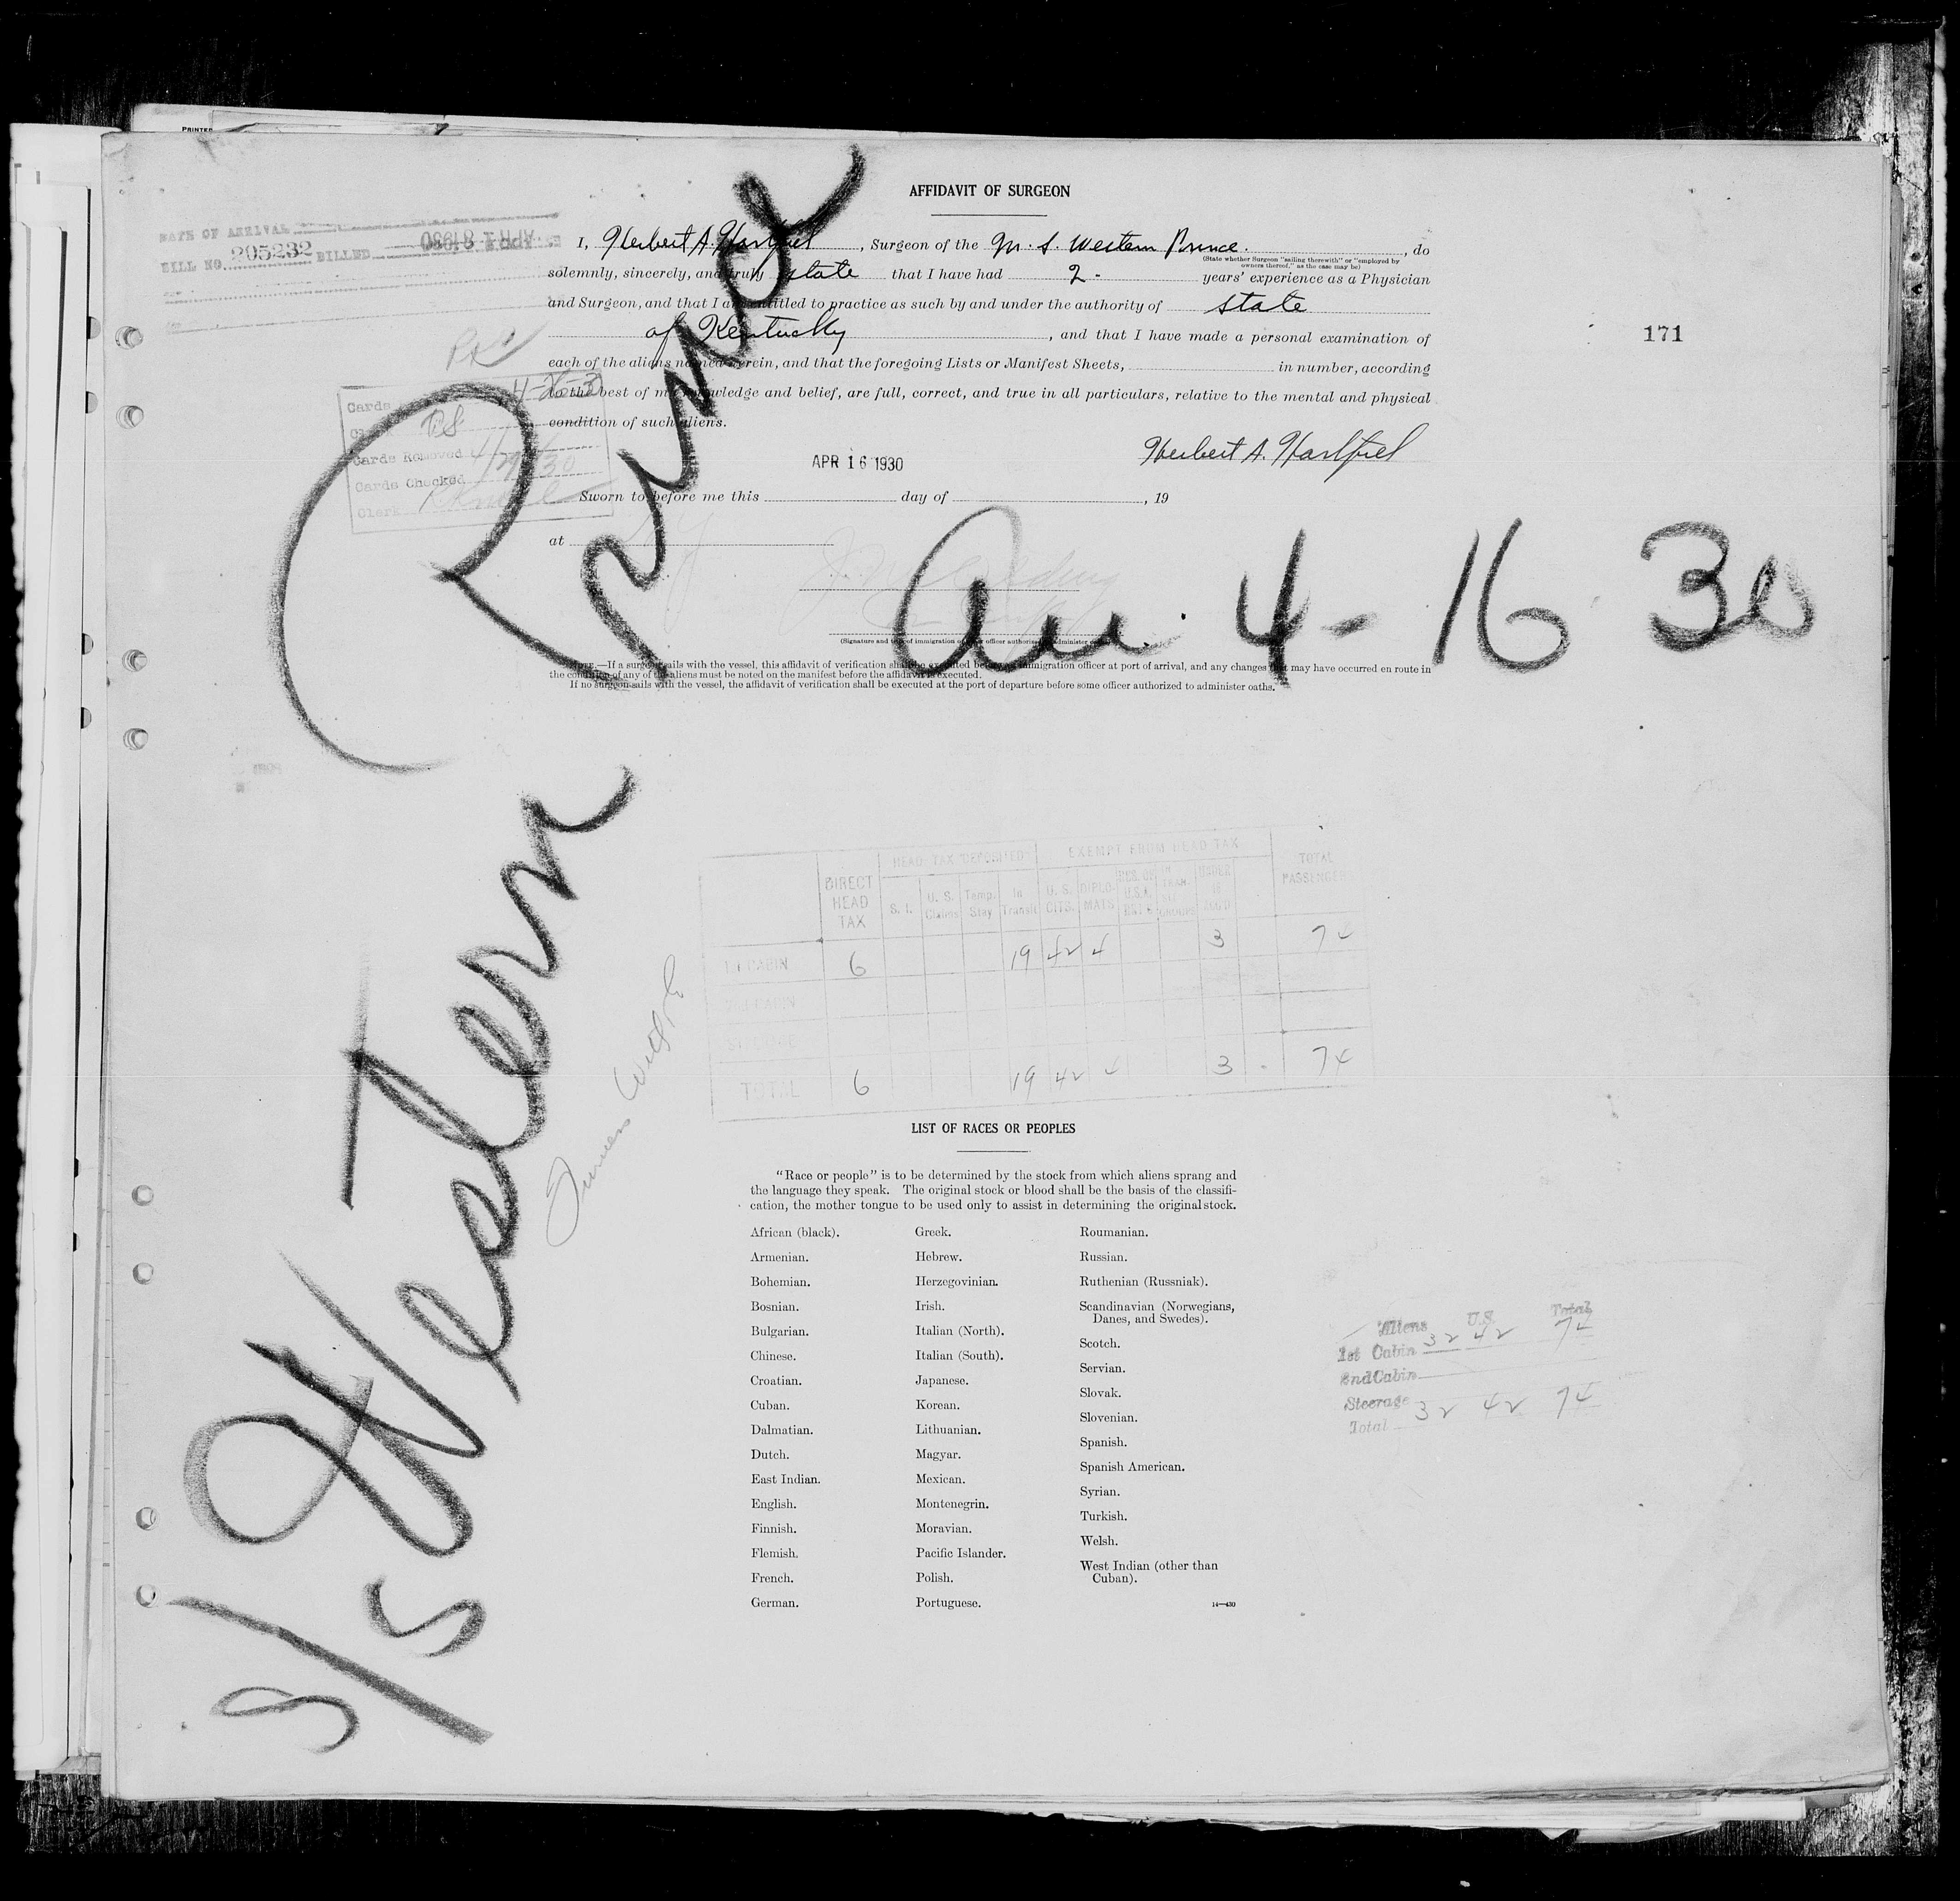 PRINTED
AFFIDAVIT OF SURGEON
DATE OF ARRIVAL
BILL NO. 205232 BILLED
I, Herbert A. , Surgeon of the M. S. Western Prince. , do
(State whether Surgeon "sailing therewith" or "employed by
owners thereof," as the case may be)
solemnly, sincerely, and truly state that I have had 2 - years' experience as a Physician
and Surgeon, and that I am entitled to practice as such by and under the authority of state
of Kentucky , and that I have made a personal examination of
171
each of the aliens named herein, and that the foregoing Lists or Manifest Sheets, in number, according
to the best of my knowledge and belief, are full, correct, and true in all particulars, relative to the mental and physical
condition of such aliens.
Cards
Cards Removed
Cards Checked
Clerk
Herbert A.
APR 16 1930
Sworn to before me this day of , 19
at
Arr. 4 - 16 30
(Signature and title of immigration or other officer authorized to administer oaths.)
NOTE.—If a surgeon sails with the vessel, this affidavit of verification shall be executed before an immigration officer at port of arrival, and any changes that may have occurred en route in
the condition of any of the aliens must be noted on the manifest before the affidavit is executed.
If no surgeon sails with the vessel, the affidavit of verification shall be executed at the port of departure before some officer authorized to administer oaths.
S/S Western Prince
HEAD TAX DEPOSITED EXEMPT FROM HEAD TAX TOTAL PASSENGERS
DIRECT HEAD TAX S. I. U. S. Claims Temp. Stay In Transit U. S. CITS. DIPLOMATS UNDER 16 ACC'D
1st CABIN 6 19 42 4 3 74
2nd CABIN
STEERAGE
TOTAL 6 19 42 4 3 74
LIST OF RACES OR PEOPLES
"Race or people" is to be determined by the stock from which aliens sprang and
the language they speak. The original stock or blood shall be the basis of the classifi-
cation, the mother tongue to be used only to assist in determining the original stock.
African (black).
Armenian.
Bohemian.
Bosnian.
Bulgarian.
Chinese.
Croatian.
Cuban.
Dalmatian.
Dutch.
East Indian.
English.
Finnish.
Flemish.
French.
German.
Greek.
Hebrew.
Herzegovinian.
Irish.
Italian (North).
Italian (South).
Japanese.
Korean.
Lithuanian.
Magyar.
Mexican.
Montenegrin.
Moravian.
Pacific Islander.
Polish.
Portuguese.
Roumanian.
Russian.
Ruthenian (Russniak).
Scandinavian (Norwegians,
Danes, and Swedes).
Scotch.
Servian.
Slovak.
Slovenian.
Spanish.
Spanish American.
Syrian.
Turkish.
Welsh.
West Indian (other than
Cuban).
14—430
Aliens U.S. Total
1st Cabin 32 42 74
2nd Cabin
Steerage
Total 32 42 74